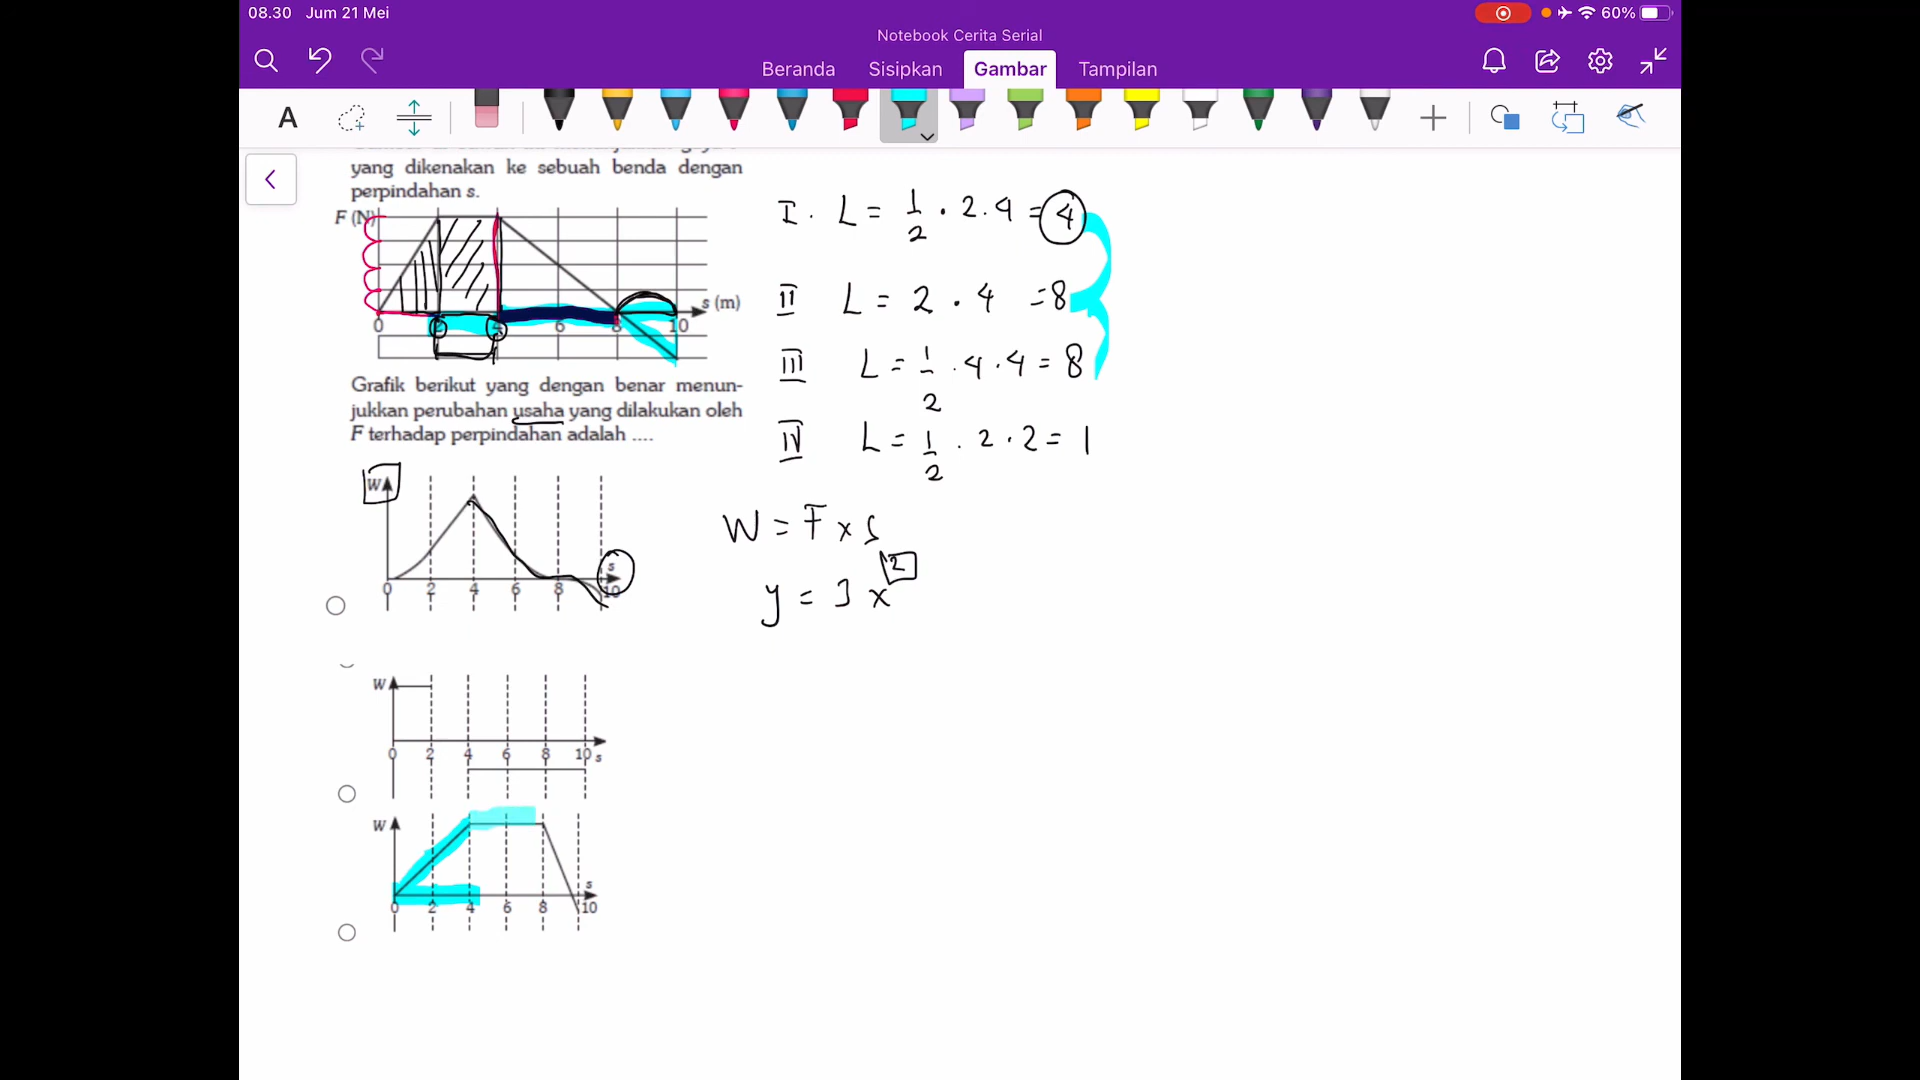 08.30 Jum 21 Mei
60%
Notebook Cerita Serial
Beranda Sisipkan Gambar Tampilan
A
yang dikenakan ke sebuah benda dengan
perpindahan s.
F (N)
s (m)
0 2 4 6 8 10
Grafik berikut yang dengan benar menun-
jukkan perubahan usaha yang dilakukan oleh
F terhadap perpindahan adalah ....
W
s
0 2 4 6 8 10
W
0 2 4 6 8 10 s
W
s
0 2 4 6 8 10
I. L = 1/2 · 2.4 = 4
II L = 2 · 4 = 8
III L = 1/2 · 4 · 4 = 8
IV L = 1/2 · 2 · 2 = 1
W = F x s
y = 3x²